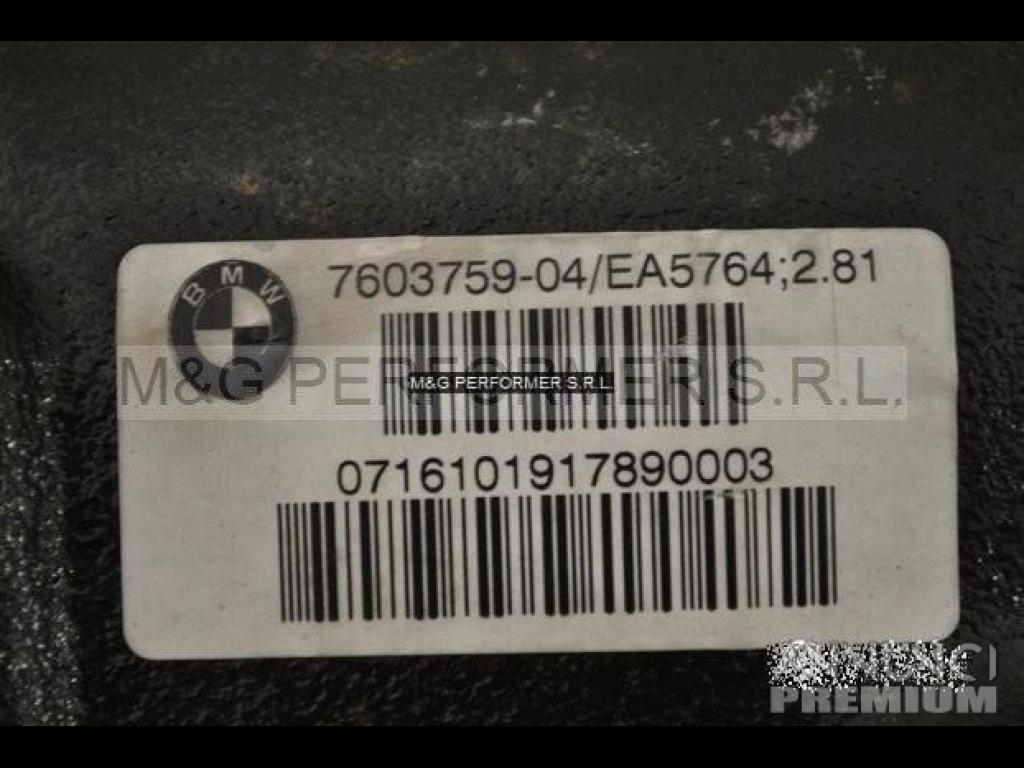 BMW
7603759-04/EA5764;2.81
M&G PERFORMER S.R.L.
M&G PERFORMER S.R.L.
0716101917890003
PREMIUM